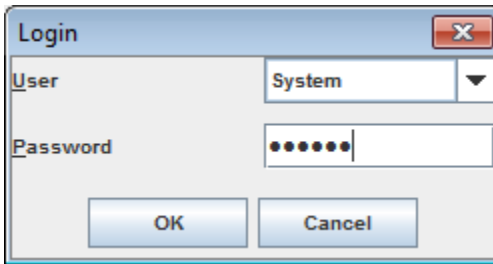 Login
User System
Password ●●●●●●
OK Cancel